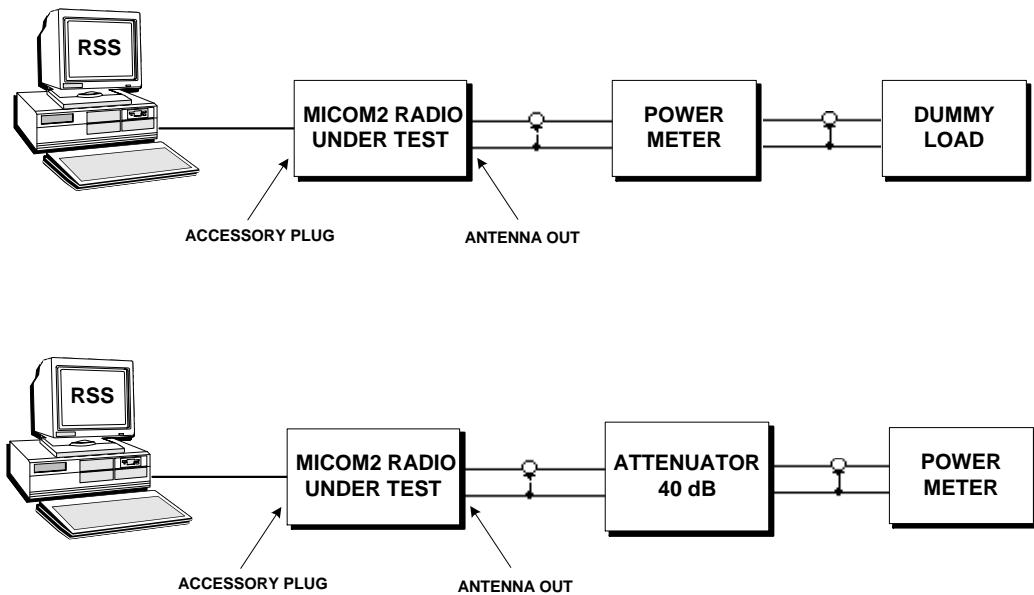 RSS
MICOM2 RADIO
UNDER TEST
POWER
METER
DUMMY
LOAD
ACCESSORY PLUG
ANTENNA OUT
RSS
MICOM2 RADIO
UNDER TEST
ATTENUATOR
40 dB
POWER
METER
ACCESSORY PLUG
ANTENNA OUT